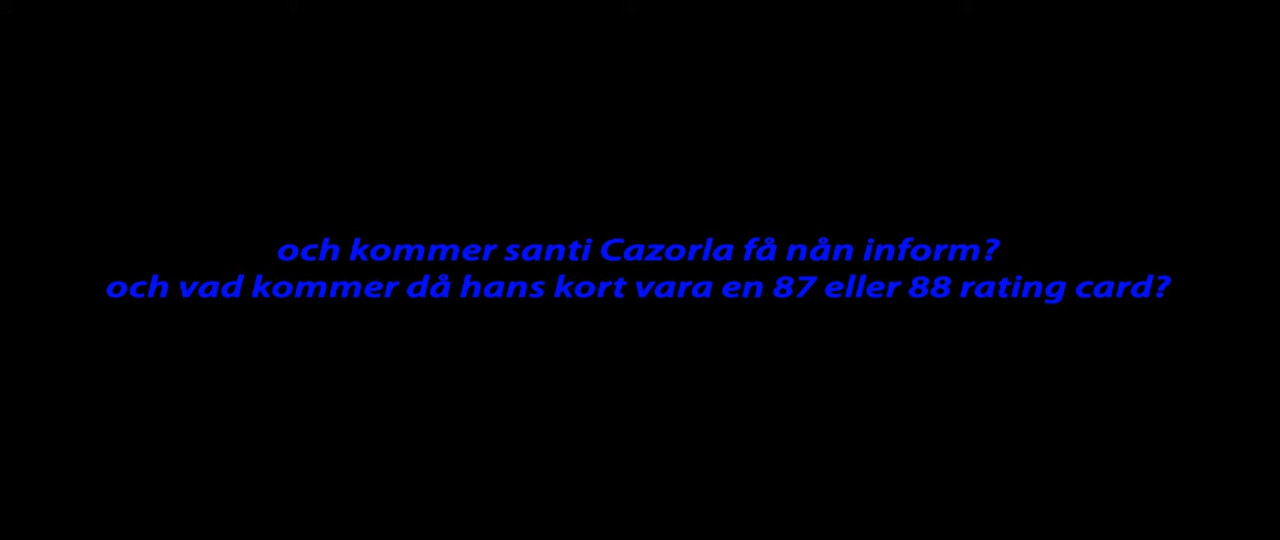 och kommer santi Cazorla få nån inform?
och vad kommer då hans kort vara en 87 eller 88 rating card?